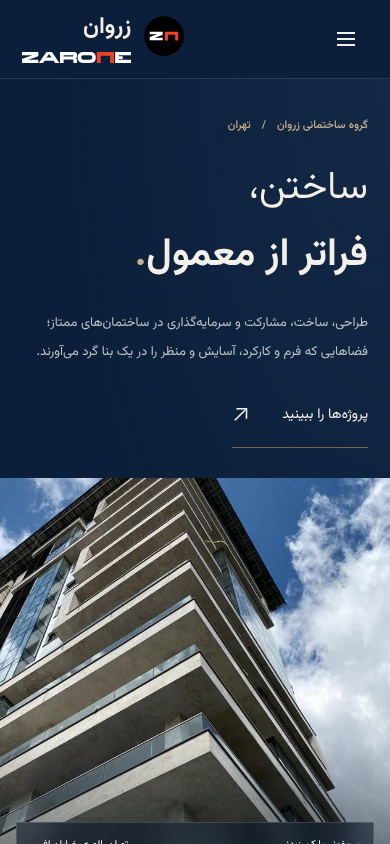 زروان
ZARONE
zn
گروه ساختمانی زروان / تهران
ساختن،
فراتر از معمول.
طراحی، ساخت، مشارکت و سرمایه‌گذاری در ساختمان‌های ممتاز؛
فضاهایی که فرم و کارکرد، آسایش و منظر را در یک بنا گرد می‌آورند.
پروژه‌ها را ببینید